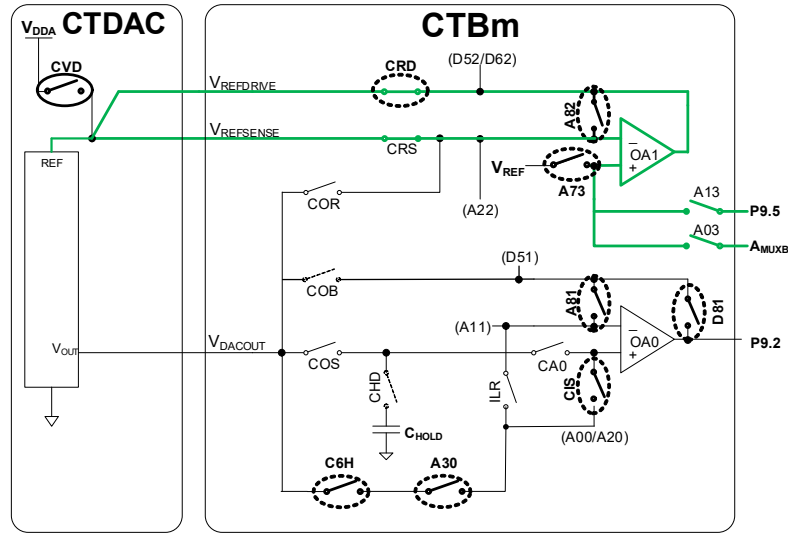 CTDAC
CTBm
VDDA
CVD
CRD
(D52/D62)
VREFDRIVE
A82
VREFSENSE
CRS
REF
OA1
VREF
A73
A13
P9.5
COR
(A22)
A03
AMUXB
(D51)
COB
A81
D81
(A11)
VOUT
VDACOUT
COS
CA0
OA0
P9.2
CHD
ILR
CIS
CHOLD
(A00/A20)
C6H
A30